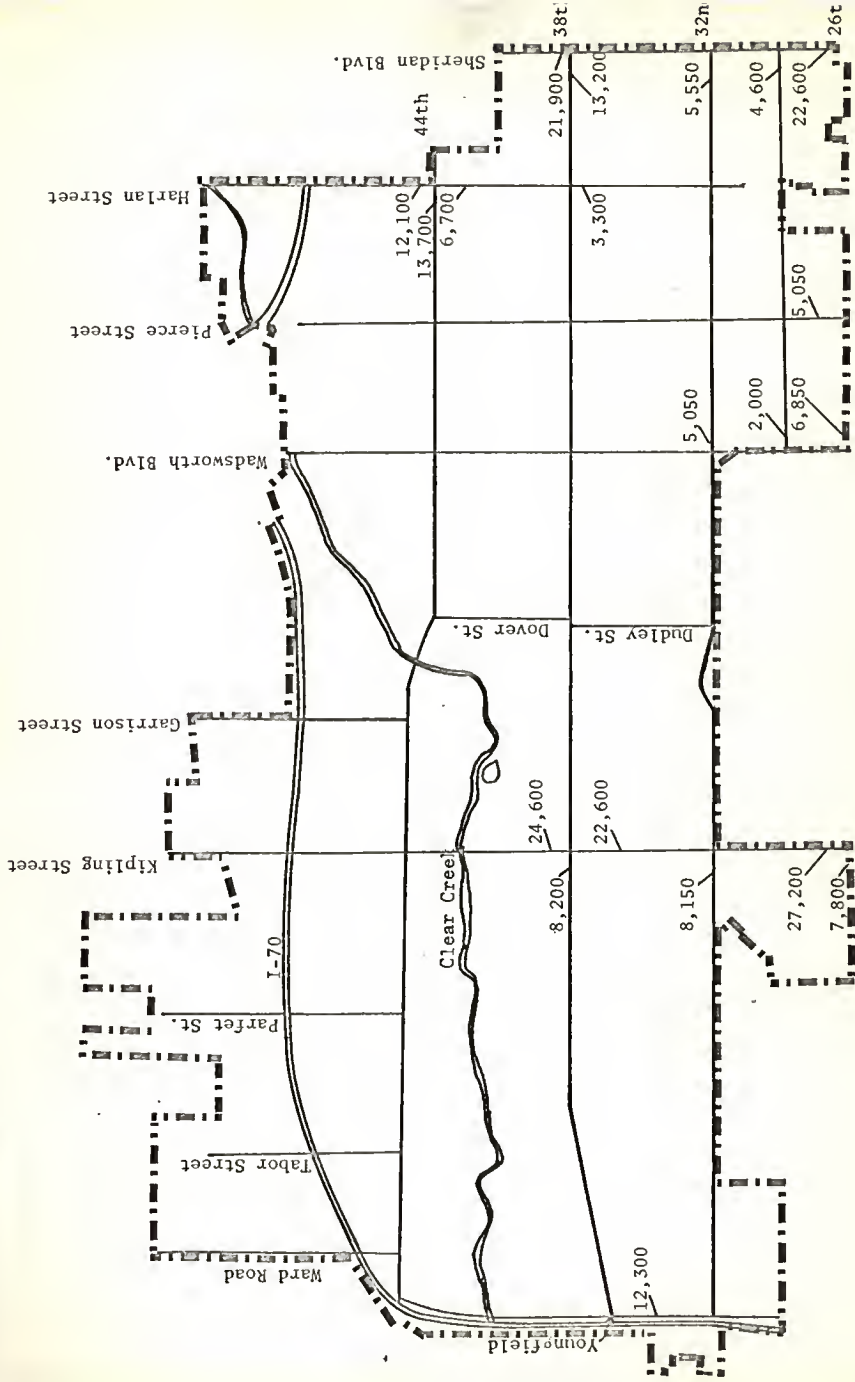 Sheridan Blvd.
Harlan Street
Pierce Street
Wadsworth Blvd.
Garrison Street
Kipling Street
Parfet St.
Tabor Street
Ward Road
Youngfield
I-70
Clear Creek
Dover St.
Dudley St.
44th
38t
32n
26t
21,900
13,200
5,550
4,600
22,600
12,100
13,700
6,700
3,300
5,050
5,050
2,000
6,850
24,600
22,600
8,200
8,150
27,200
7,800
12,300